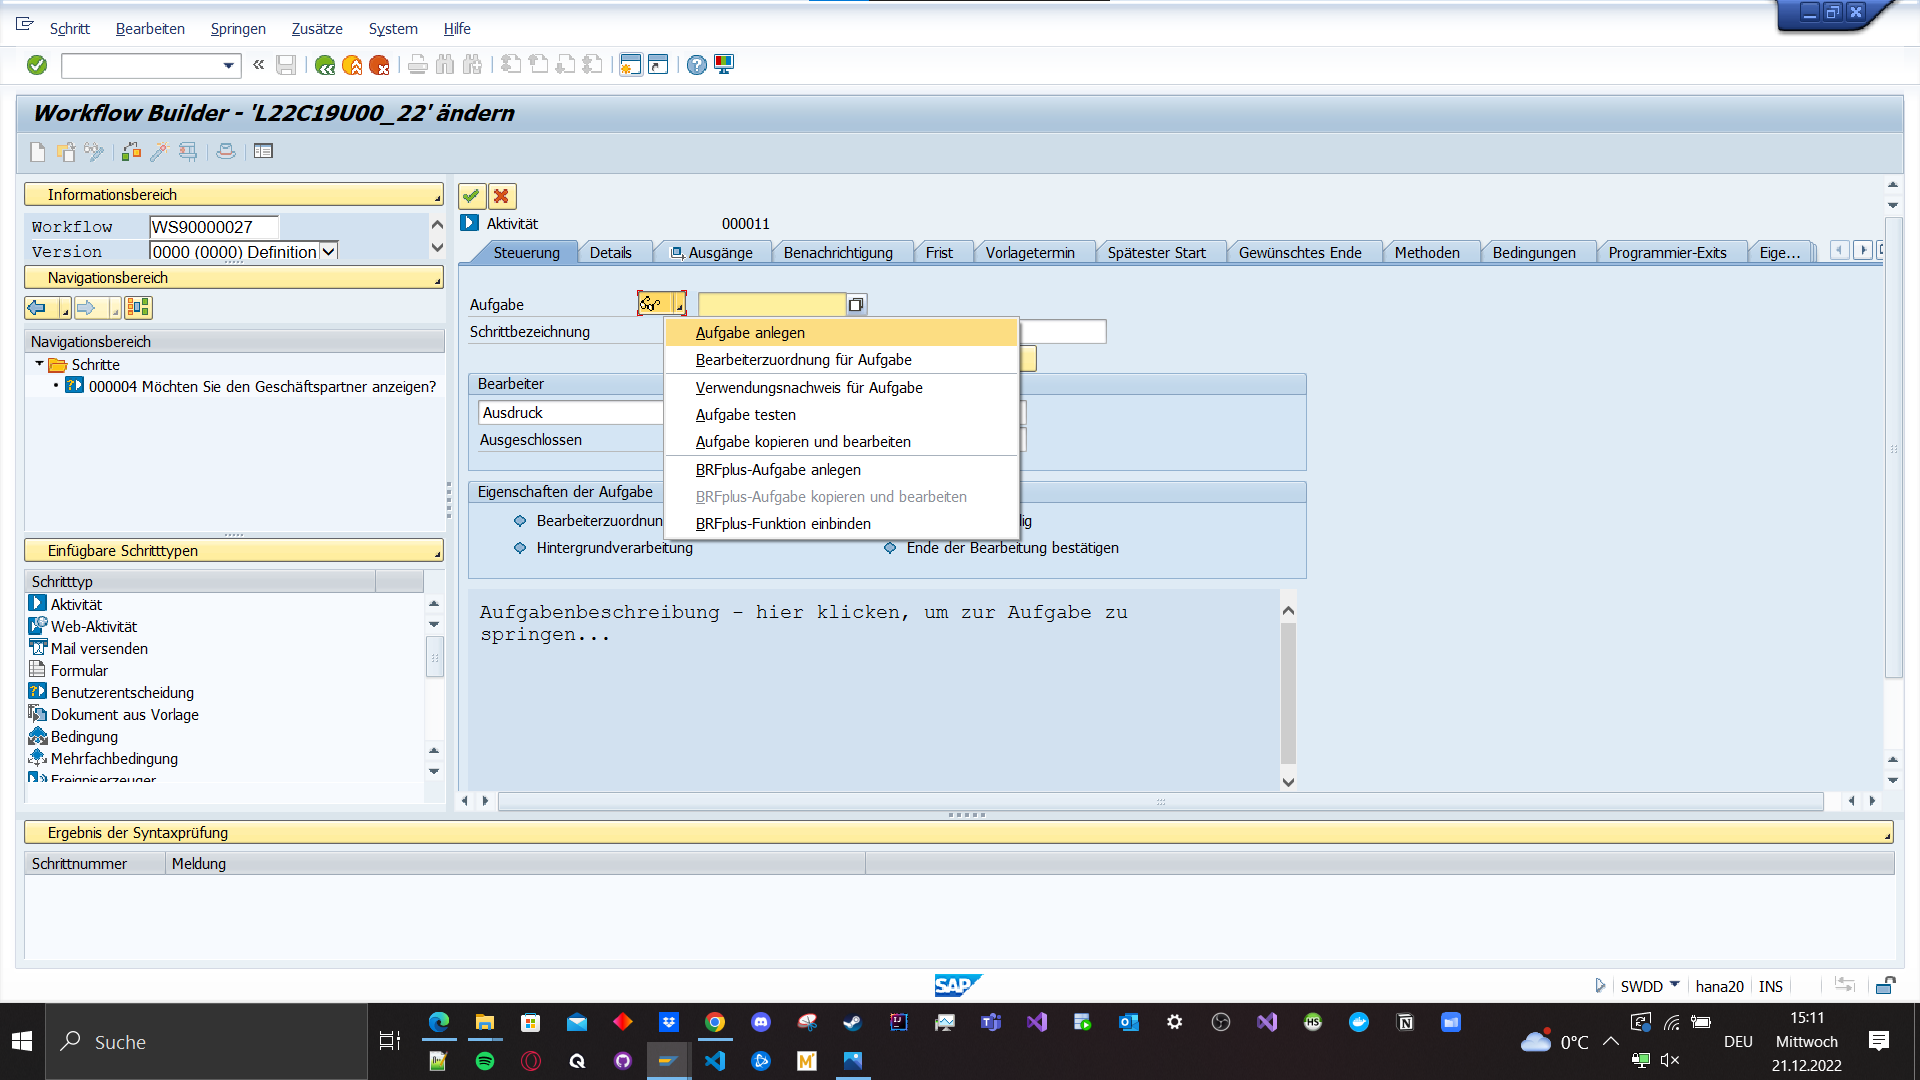 Schritt Bearbeiten Springen Zusätze System Hilfe
Workflow Builder - 'L22C19U00_22' ändern
Informationsbereich
Workflow WS90000027
Version 0000 (0000) Definition
Navigationsbereich
Navigationsbereich
Schritte
000004 Möchten Sie den Geschäftspartner anzeigen?
Einfügbare Schritttypen
Schritttyp
Aktivität
Web-Aktivität
Mail versenden
Formular
Benutzerentscheidung
Dokument aus Vorlage
Bedingung
Mehrfachbedingung
Ereigniserzeuger
Aktivität 000011
Steuerung Details Ausgänge Benachrichtigung Frist Vorlagetermin Spätester Start Gewünschtes Ende Methoden Bedingungen Programmier-Exits Eige...
Aufgabe
Schrittbezeichnung
Aufgabe anlegen
Bearbeiterzuordnung für Aufgabe
Verwendungsnachweis für Aufgabe
Aufgabe testen
Aufgabe kopieren und bearbeiten
BRFplus-Aufgabe anlegen
BRFplus-Aufgabe kopieren und bearbeiten
BRFplus-Funktion einbinden
Bearbeiter
Ausdruck
Ausgeschlossen
Eigenschaften der Aufgabe
Bearbeiterzuordnun lig
Hintergrundverarbeitung Ende der Bearbeitung bestätigen
Aufgabenbeschreibung - hier klicken, um zur Aufgabe zu
springen...
Ergebnis der Syntaxprüfung
Schrittnummer Meldung
SAP
SWDD hana20 INS
Suche
0°C
DEU
15:11
Mittwoch
21.12.2022